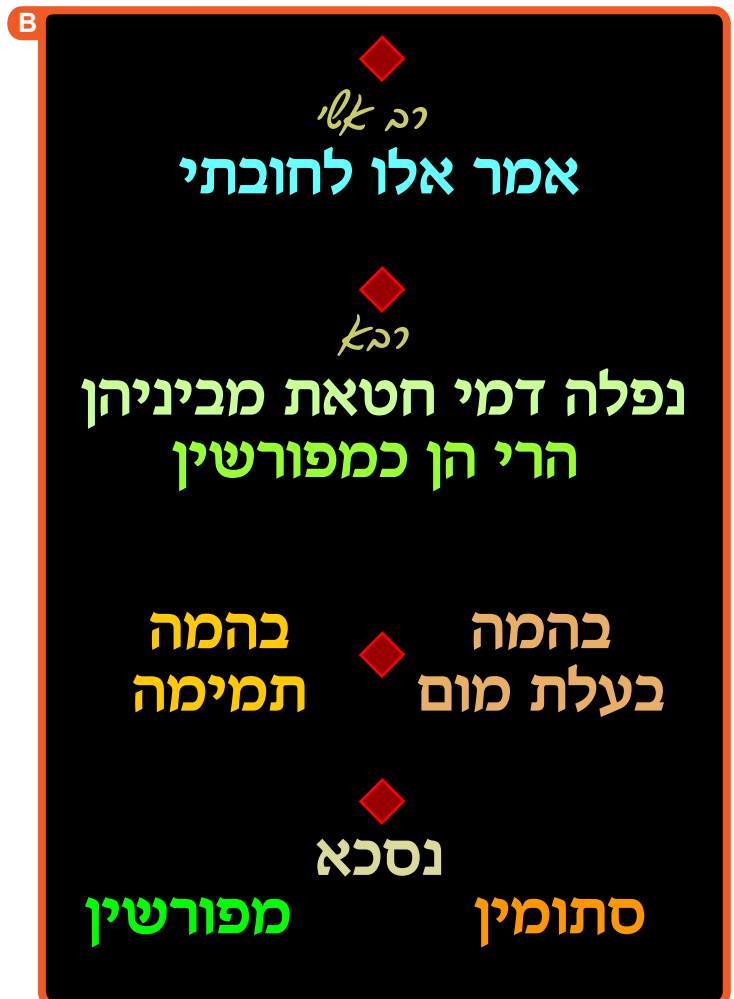 B
רב אשי
אמר אלו לחובתי
רבא
נפלה דמי חטאת מביניהן
הרי הן כמפורשין
בהמה בהמה
בעלת מום תמימה
נסכא
סתומין מפורשין